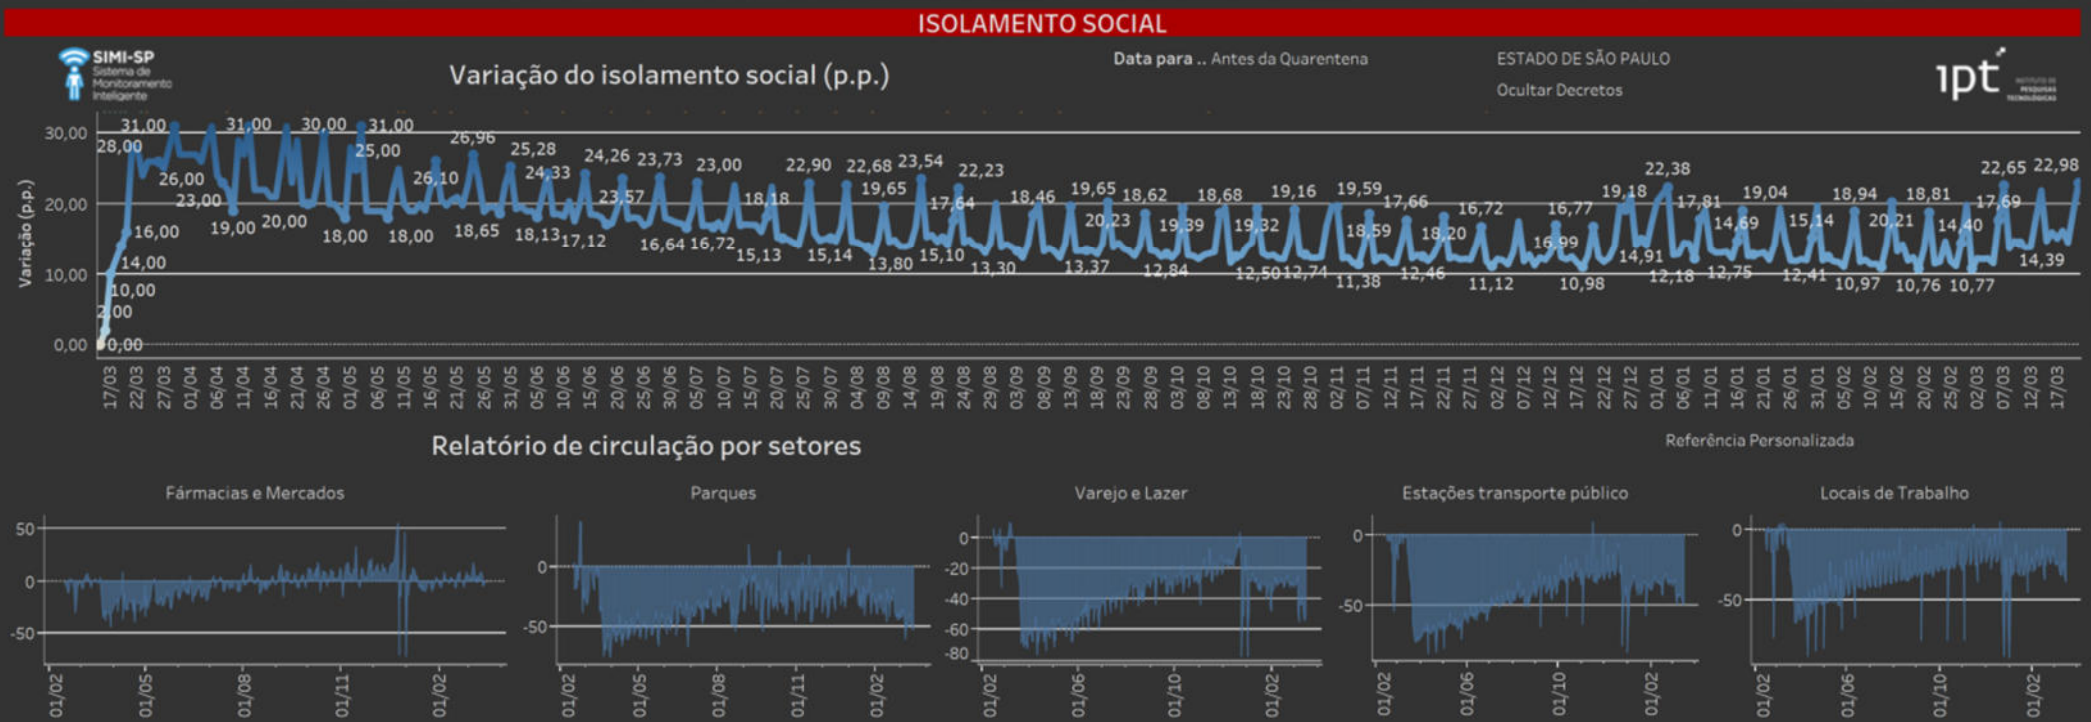 ISOLAMENTO SOCIAL
SIMI-SP
Sistema de
Monitoramento
Inteligente
Variação do isolamento social (p.p.)
Data para .. Antes da Quarentena
ESTADO DE SÃO PAULO
Ocultar Decretos
ipt
INSTITUTO DE
PESQUISAS
TECNOLÓGICAS
Variação (p.p.)
30,00
20,00
10,00
0,00
31,00 31,00 30,00 31,00
28,00 25,00 26,96 25,28 24,26 23,73 23,00 22,90 22,68 23,54 22,23 22,38 22,65 22,98
26,00 26,10 24,33 23,57 18,18 19,65 17,64 18,46 19,65 18,62 18,68 19,16 19,59 17,66 16,72 16,77 19,18 17,81 19,04 18,94 18,81 17,69
23,00 20,23 19,39 19,32 18,59 18,20 14,69 15,14 20,21 14,40
16,00 19,00 20,00 18,00 18,00 18,65 18,13 17,12 16,64 16,72 15,13 15,14 15,10 16,99 14,91 14,39
14,00 13,80 13,30 13,37 12,84 12,50 12,74 11,38 12,46 11,12 10,98 12,18 12,75 12,41 10,97 10,76 10,77
10,00
2,00
0,00
17/03 22/03 27/03 01/04 06/04 11/04 16/04 21/04 26/04 01/05 06/05 11/05 16/05 21/05 26/05 31/05 05/06 10/06 15/06 20/06 25/06 30/06 05/07 10/07 15/07 20/07 25/07 30/07 04/08 09/08 14/08 19/08 24/08 29/08 03/09 08/09 13/09 18/09 23/09 28/09 03/10 08/10 13/10 18/10 23/10 28/10 02/11 07/11 12/11 17/11 22/11 27/11 02/12 07/12 12/12 17/12 22/12 27/12 01/01 06/01 11/01 16/01 21/01 26/01 31/01 05/02 10/02 15/02 20/02 25/02 02/03 07/03 12/03 17/03
Relatório de circulação por setores
Referência Personalizada
Fármacias e Mercados
50
0
-50
01/02 01/05 01/08 01/11 01/02
Parques
0
-50
01/02 01/05 01/08 01/11 01/02
Varejo e Lazer
0
-20
-40
-60
-80
01/02 01/06 01/10 01/02
Estações transporte público
0
-50
01/02 01/06 01/10 01/02
Locais de Trabalho
0
-50
01/02 01/06 01/10 01/02